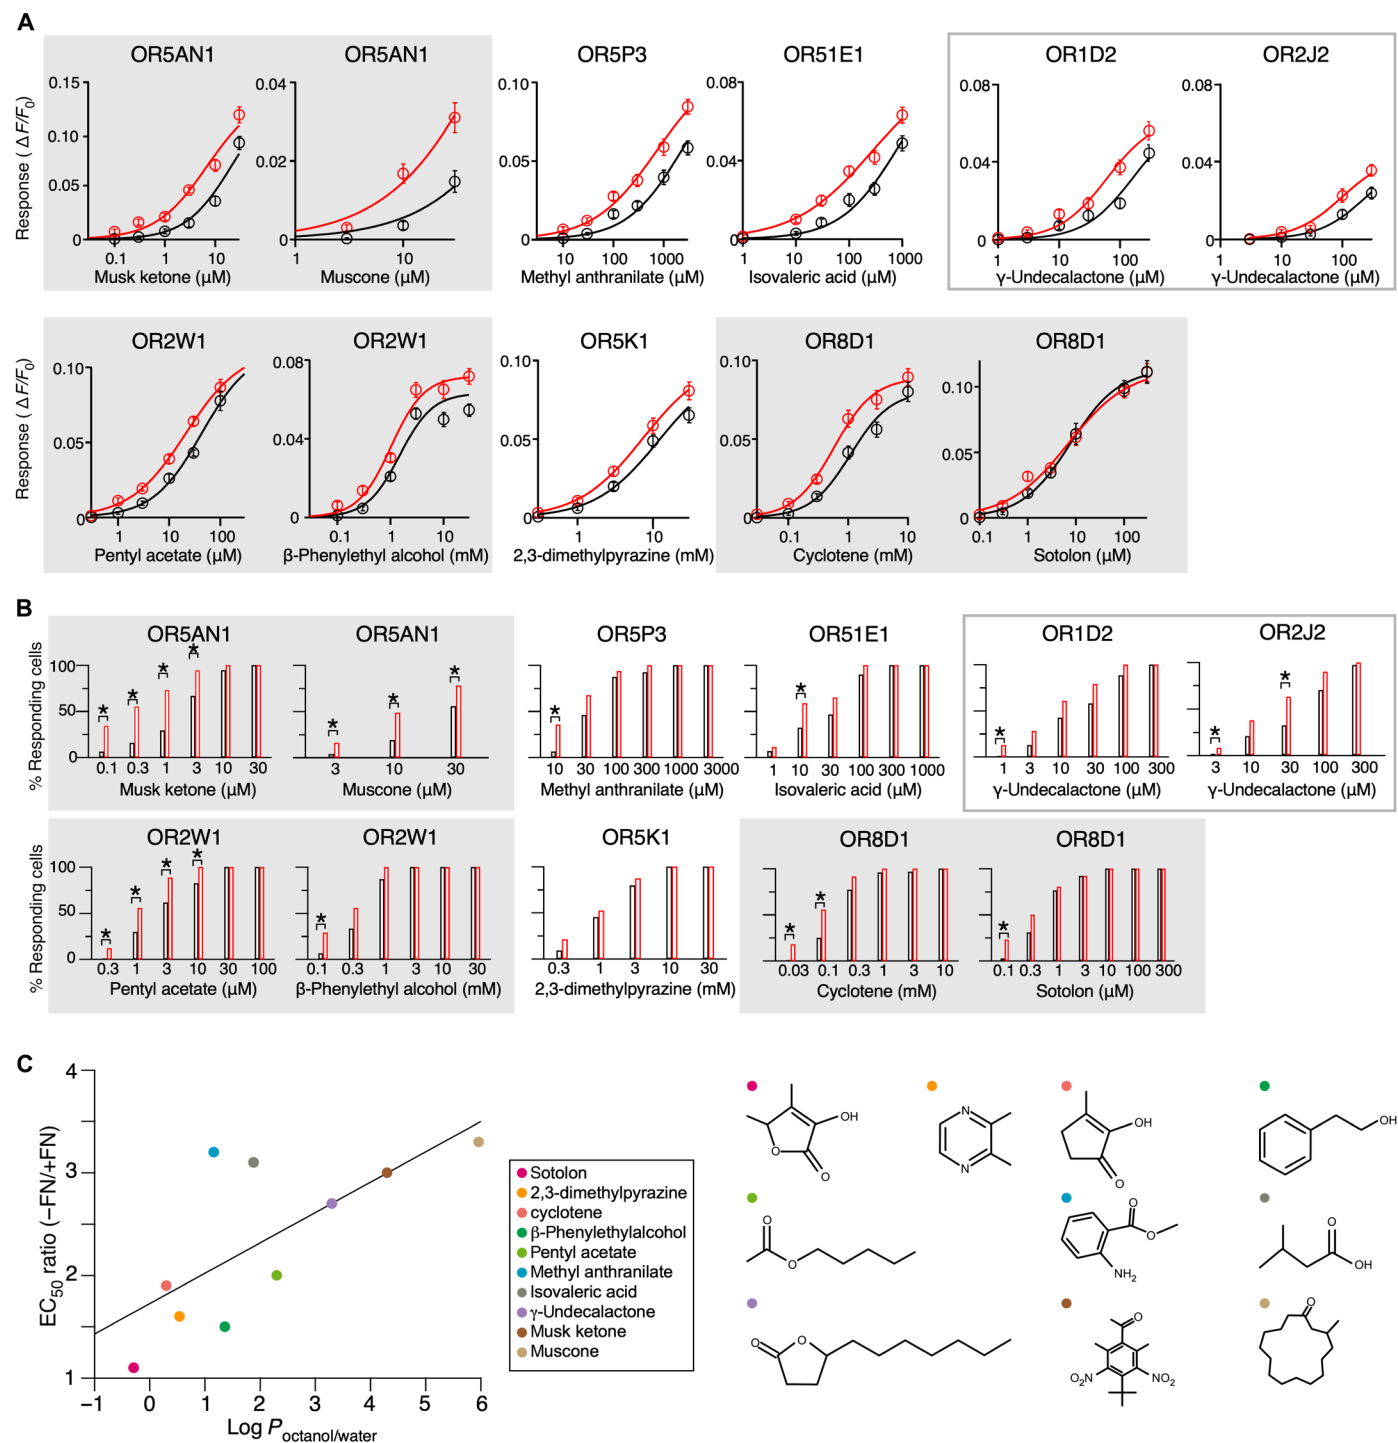 A
OR5AN1 OR5AN1 OR5P3 OR51E1 OR1D2 OR2J2
Response (ΔF/F0)
0.15 0.10 0.05 0
0.1 1 10
Musk ketone (μM)
0.04 0.02 0
1 10
Muscone (μM)
0.10 0.05 0
10 100 1000
Methyl anthranilate (μM)
0.08 0.04 0
1 10 100 1000
Isovaleric acid (μM)
0.08 0.04 0
1 10 100
γ-Undecalactone (μM)
0.08 0.04 0
1 10 100
γ-Undecalactone (μM)
OR2W1 OR2W1 OR5K1 OR8D1 OR8D1
Response (ΔF/F0)
0.10 0.05 0
1 10 100
Pentyl acetate (μM)
0.08 0.04 0
0.1 1 10
β-Phenylethyl alcohol (mM)
0.10 0.05 0
1 10
2,3-dimethylpyrazine (mM)
0.10 0.05 0
0.1 1 10
Cyclotene (mM)
0.10 0.05 0
0.1 1 10 100
Sotolon (μM)
B
OR5AN1 OR5AN1 OR5P3 OR51E1 OR1D2 OR2J2
% Responding cells
100 50 0
* * * *
0.1 0.3 1 3 10 30
Musk ketone (μM)
* * *
3 10 30
Muscone (μM)
*
10 30 100 300 1000 3000
Methyl anthranilate (μM)
*
1 10 30 100 300 1000
Isovaleric acid (μM)
*
1 3 10 30 100 300
γ-Undecalactone (μM)
* *
3 10 30 100 300
γ-Undecalactone (μM)
OR2W1 OR2W1 OR5K1 OR8D1 OR8D1
% Responding cells
100 50 0
* * * *
0.3 1 3 10 30 100
Pentyl acetate (μM)
*
0.1 0.3 1 3 10 30
β-Phenylethyl alcohol (mM)
0.3 1 3 10 30
2,3-dimethylpyrazine (mM)
* *
0.03 0.1 0.3 1 3 10
Cyclotene (mM)
*
0.1 0.3 1 3 10 100 300
Sotolon (μM)
C
EC50 ratio (−FN/+FN)
4
3
2
1
−1 0 1 2 3 4 5 6
Log Poctanol/water
Sotolon
2,3-dimethylpyrazine
cyclotene
β-Phenylethylalcohol
Pentyl acetate
Methyl anthranilate
Isovaleric acid
γ-Undecalactone
Musk ketone
Muscone
OH O O
N N
OH O
OH
O O
O O NH2
O OH
O O
O O2N NO2
O